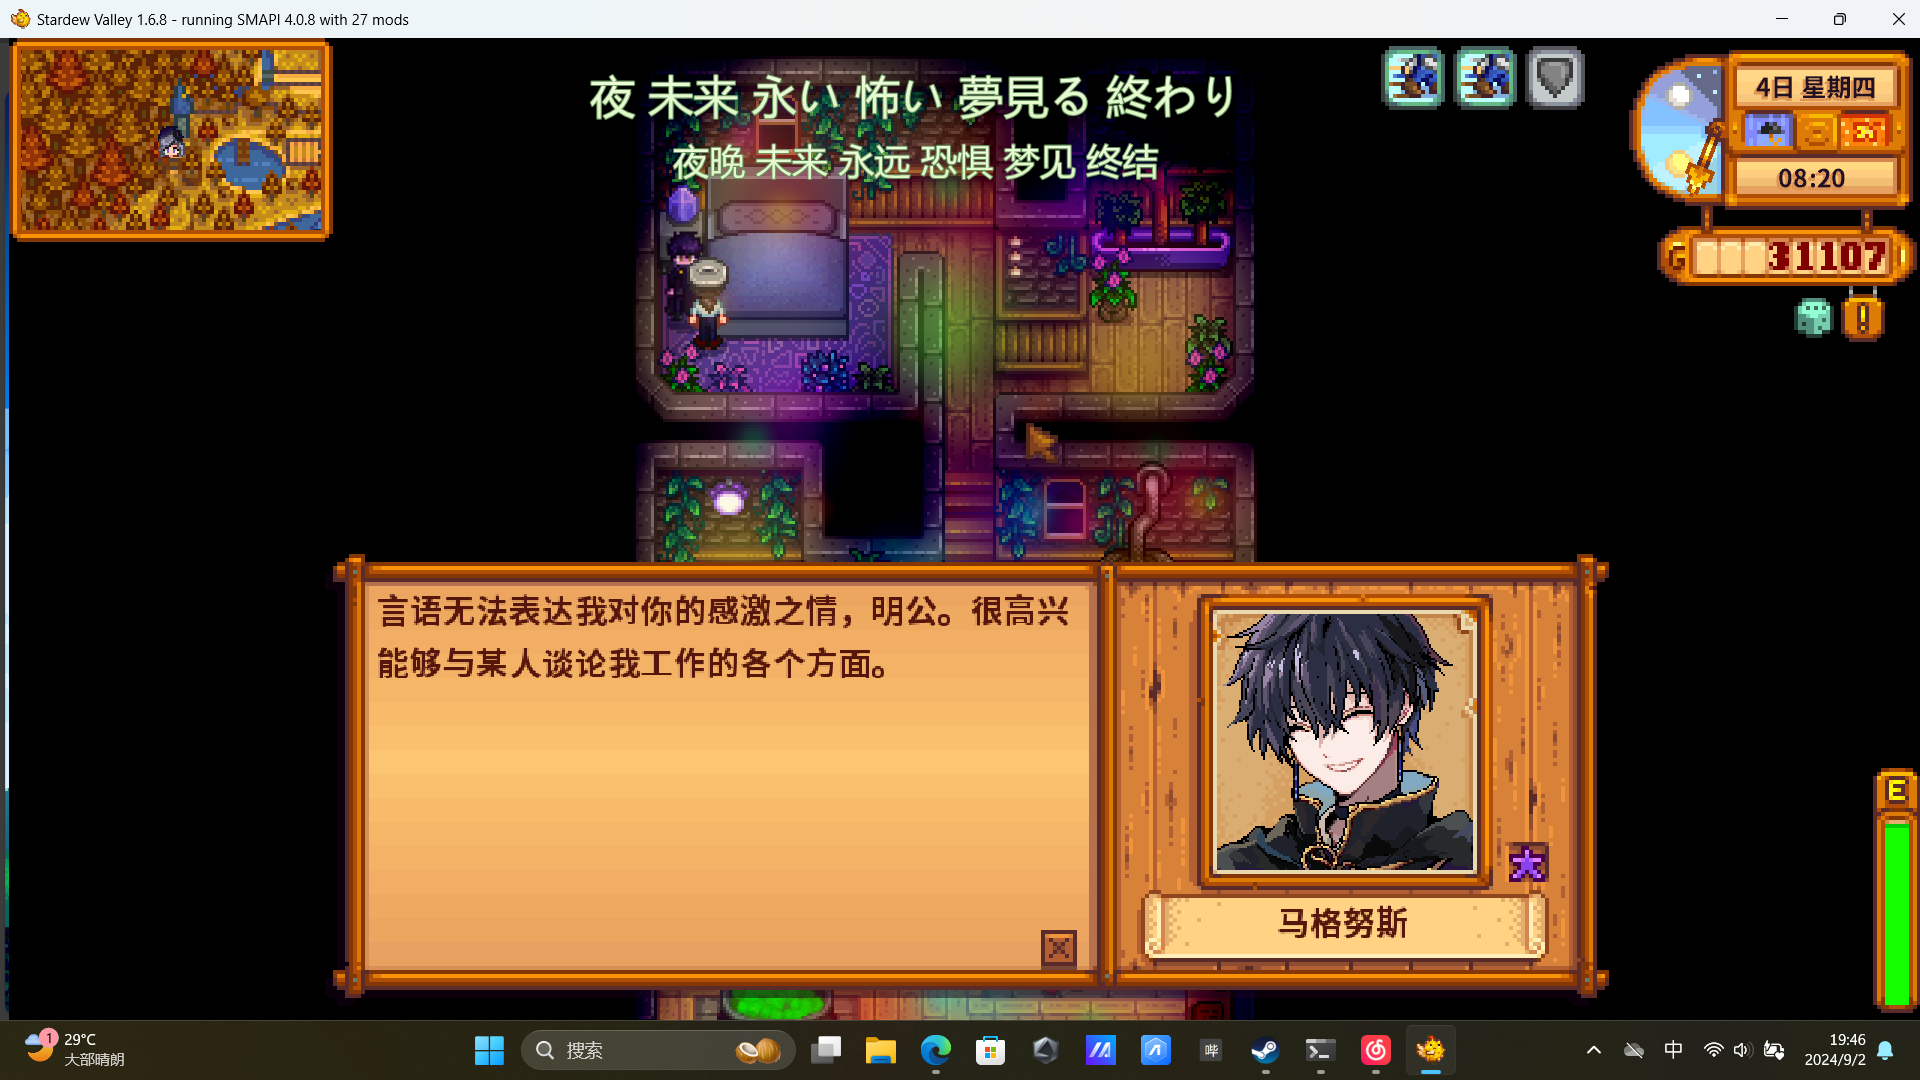 Stardew Valley 1.6.8 - running SMAPI 4.0.8 with 27 mods
夜 未来 永い 怖い 夢見る 終わり
夜晚 未来 永远 恐惧 梦见 终结
4日 星期四
08:20
G 31107
!
言语无法表达我对你的感激之情，明公。很高兴
能够与某人谈论我工作的各个方面。
马格努斯
E
1
29°C
大部晴朗
搜索
哔
中
19:46
2024/9/2